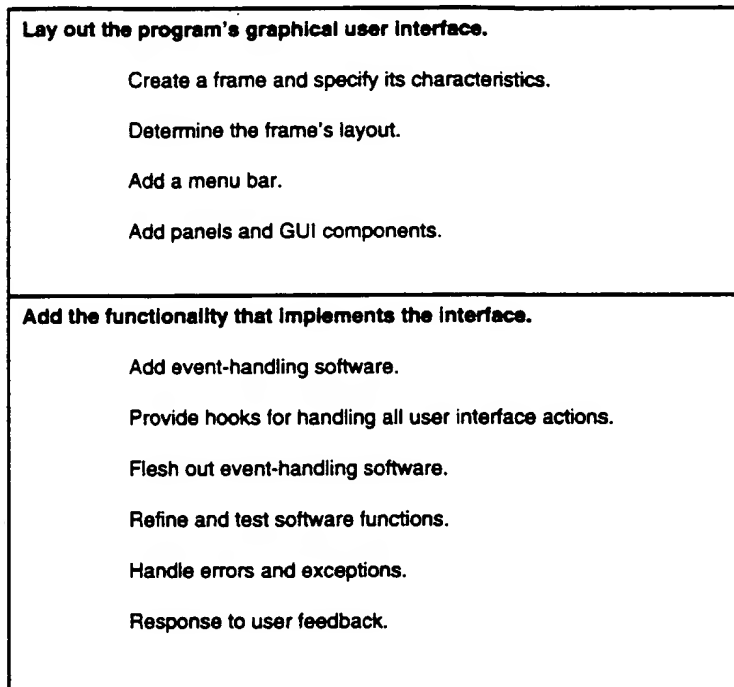 Lay out the program's graphical user interface.
Create a frame and specify its characteristics.
Determine the frame's layout.
Add a menu bar.
Add panels and GUI components.
Add the functionality that implements the interface.
Add event-handling software.
Provide hooks for handling all user interface actions.
Flesh out event-handling software.
Refine and test software functions.
Handle errors and exceptions.
Response to user feedback.